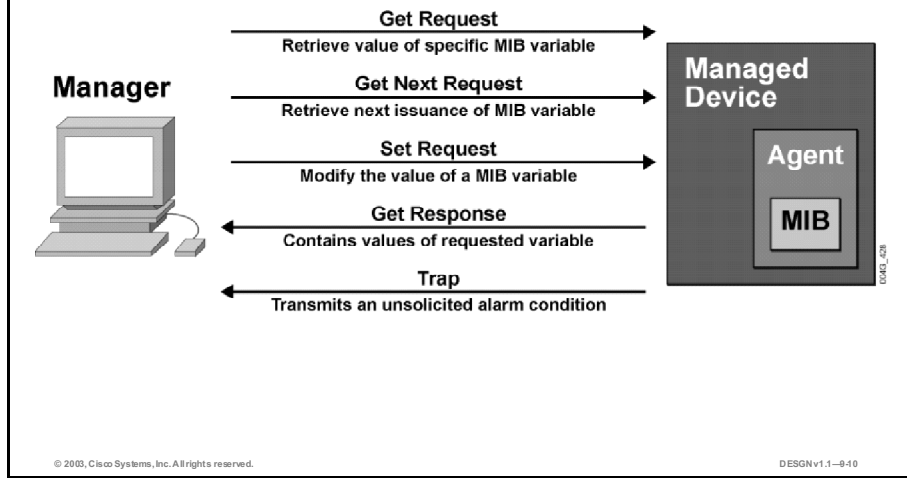 Get Request
Retrieve value of specific MIB variable
Manager
Get Next Request
Retrieve next issuance of MIB variable
Set Request
Modify the value of a MIB variable
Get Response
Contains values of requested variable
Trap
Transmits an unsolicited alarm condition
Managed
Device
Agent
MIB
004G_428
© 2003, Cisco Systems, Inc. All rights reserved.
DESGN v1.1—9-10